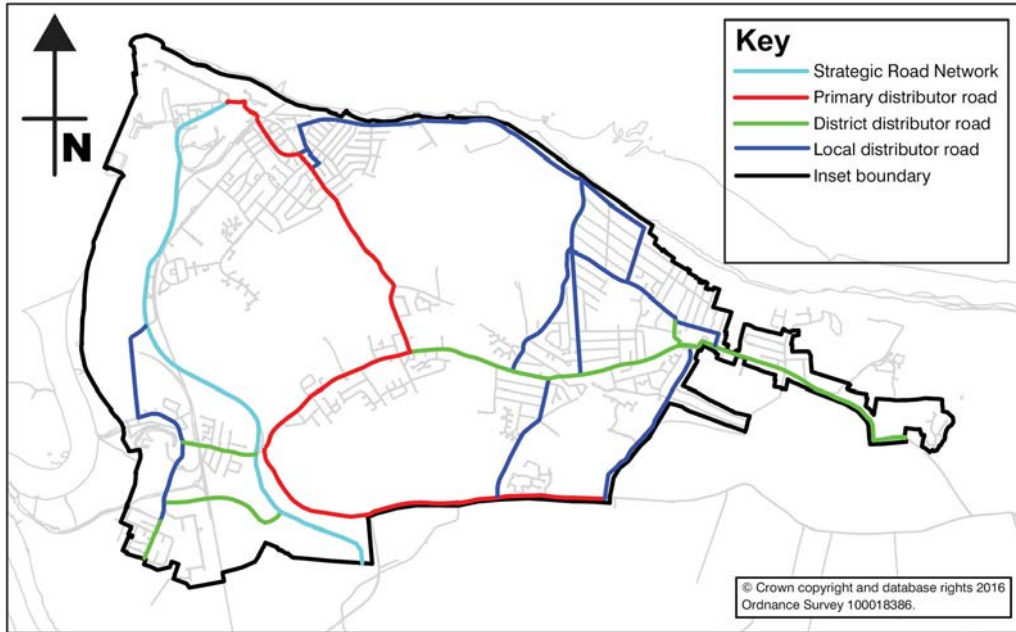 N
Key
Strategic Road Network
Primary distributor road
District distributor road
Local distributor road
Inset boundary
© Crown copyright and database rights 2016
Ordnance Survey 100018386.